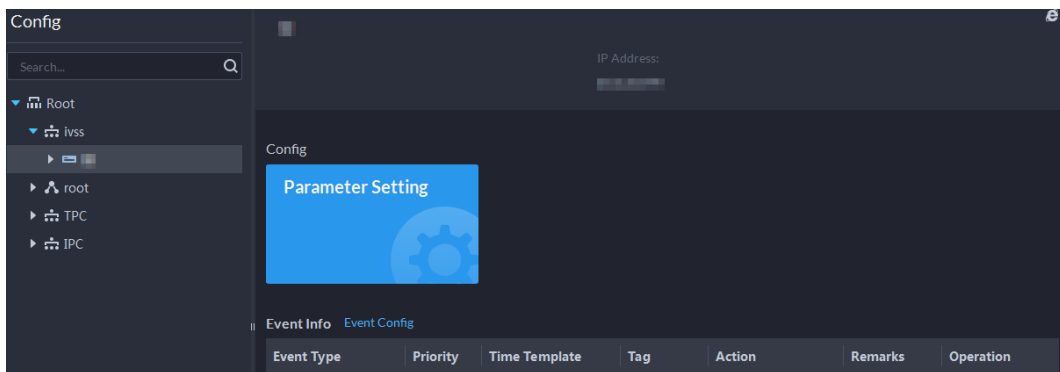 Config
Search...
Root
ivss
root
TPC
IPC
IP Address:
Config
Parameter Setting
Event Info Event Config
Event Type Priority Time Template Tag Action Remarks Operation